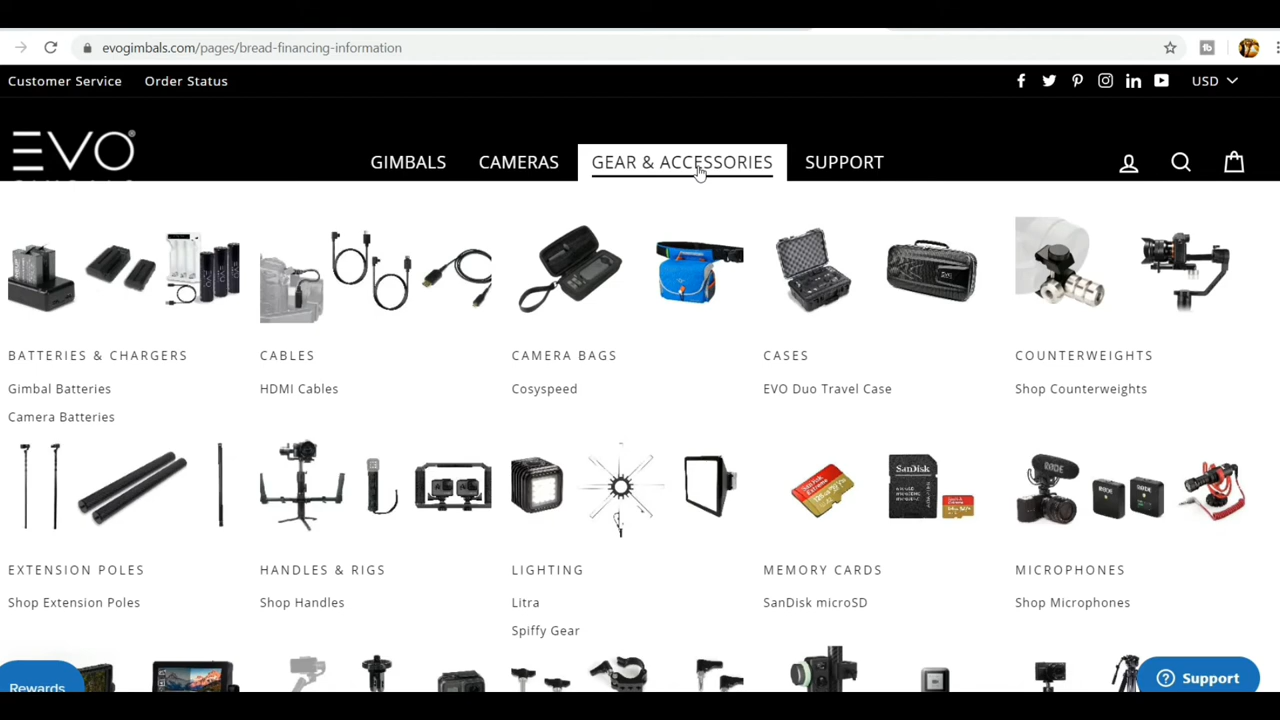 evogimbals.com/pages/bread-financing-information
Customer Service Order Status USD
EVO
GIMBALS CAMERAS GEAR & ACCESSORIES SUPPORT
BATTERIES & CHARGERS CABLES CAMERA BAGS CASES COUNTERWEIGHTS
Gimbal Batteries HDMI Cables Cosyspeed EVO Duo Travel Case Shop Counterweights
Camera Batteries
EXTENSION POLES HANDLES & RIGS LIGHTING MEMORY CARDS MICROPHONES
Shop Extension Poles Shop Handles Litra SanDisk microSD Shop Microphones
Spiffy Gear
Rewards Support